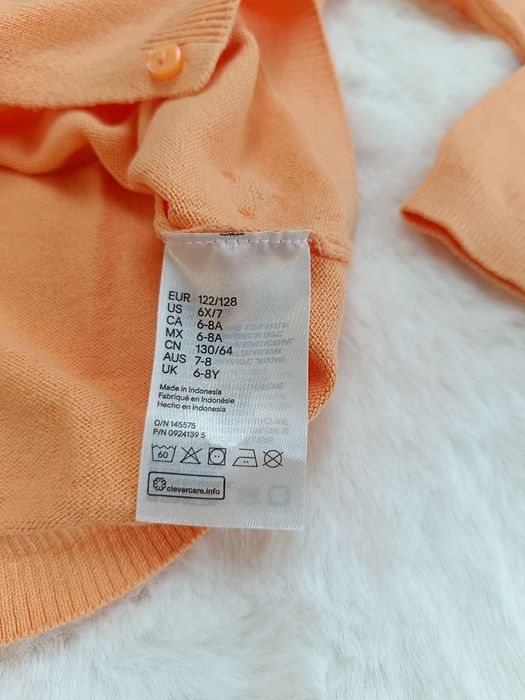 EUR 122/128
US 6X/7
CA 6-8A
MX 6-8A
CN 130/64
AUS 7-8
UK 6-8Y
Made in Indonesia
Fabriqué en Indonésie
Hecho en Indonesia
O/N 145575
P/N 0924139 5
60
clevercare.info